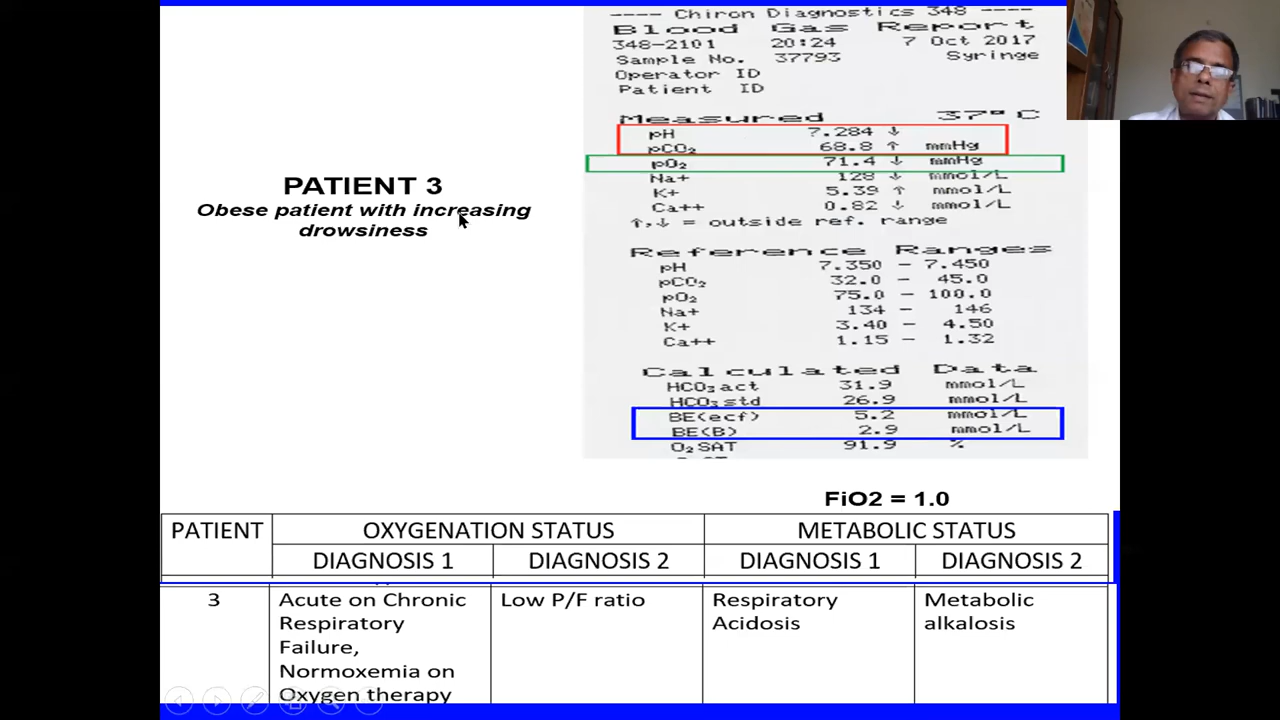 ---- Chiron Diagnostics 348 ----
Blood Gas Report
348-2101 20:24 7 Oct 2017
Sample No. 37793 Syringe
Operator ID
Patient ID
Measured 37° C
pH 7.284 ↓
pCO₂ 68.8 ↑ mmHg
pO₂ 71.4 ↓ mmHg
Na+ 128 ↓ mmol/L
K+ 5.39 ↑ mmol/L
Ca++ 0.82 ↓ mmol/L
↑,↓ = outside ref. range
Reference Ranges
pH 7.350 - 7.450
pCO₂ 32.0 - 45.0
pO₂ 75.0 - 100.0
Na+ 134 - 146
K+ 3.40 - 4.50
Ca++ 1.15 - 1.32
Calculated Data
HCO₃act 31.9 mmol/L
HCO₃std 26.9 mmol/L
BE(ecf) 5.2 mmol/L
BE(B) 2.9 mmol/L
O₂SAT 91.9 %
PATIENT 3
Obese patient with increasing
drowsiness
FiO2 = 1.0
PATIENT OXYGENATION STATUS METABOLIC STATUS
DIAGNOSIS 1 DIAGNOSIS 2 DIAGNOSIS 1 DIAGNOSIS 2
3 Acute on Chronic Low P/F ratio Respiratory Metabolic
Respiratory Acidosis alkalosis
Failure,
Normoxemia on
Oxygen therapy